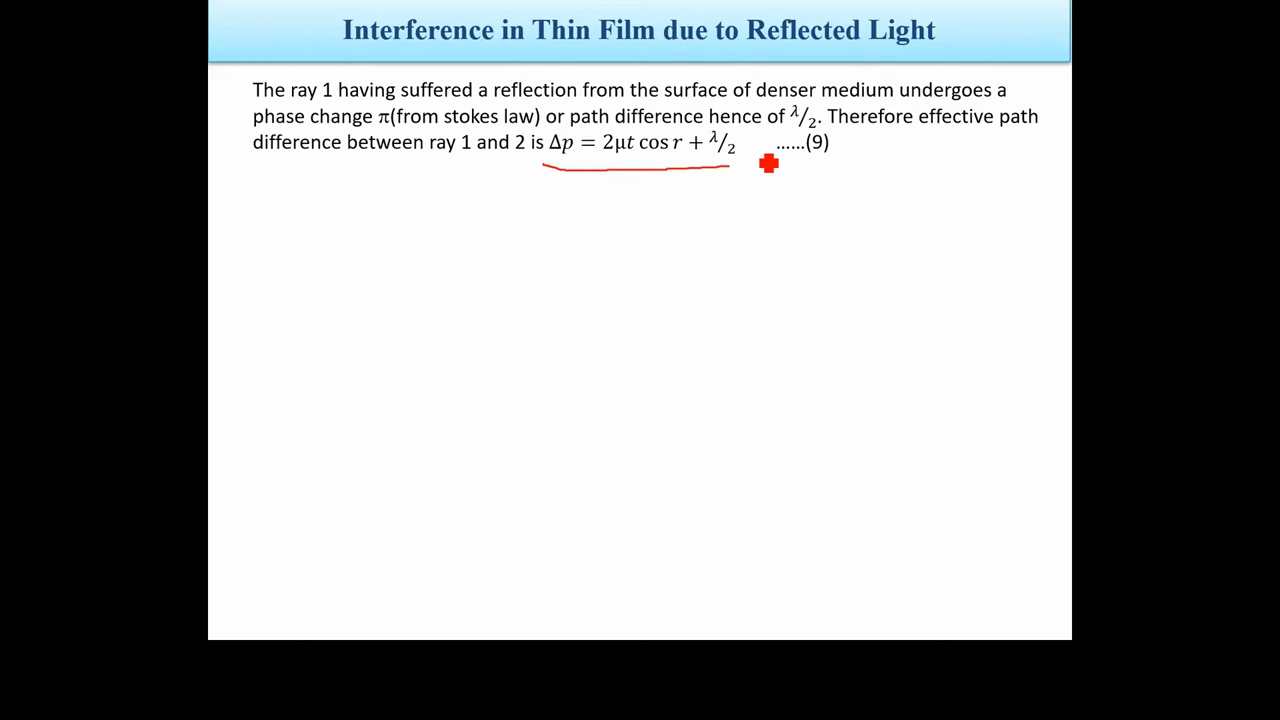 Interference in Thin Film due to Reflected Light
The ray 1 having suffered a reflection from the surface of denser medium undergoes a
phase change π(from stokes law) or path difference hence of λ/2. Therefore effective path
difference between ray 1 and 2 is Δp = 2μt cos r + λ/2 ......(9)